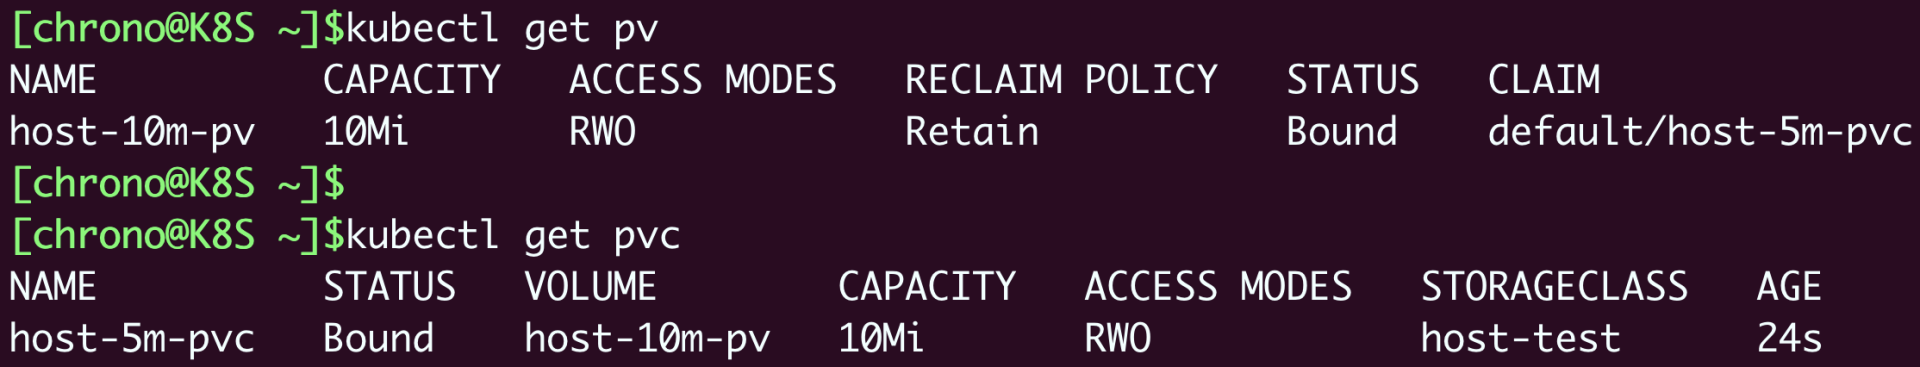 [chrono@K8S ~]$kubectl get pv
NAME CAPACITY ACCESS MODES RECLAIM POLICY STATUS CLAIM
host-10m-pv 10Mi RWO Retain Bound default/host-5m-pvc
[chrono@K8S ~]$
[chrono@K8S ~]$kubectl get pvc
NAME STATUS VOLUME CAPACITY ACCESS MODES STORAGECLASS AGE
host-5m-pvc Bound host-10m-pv 10Mi RWO host-test 24s